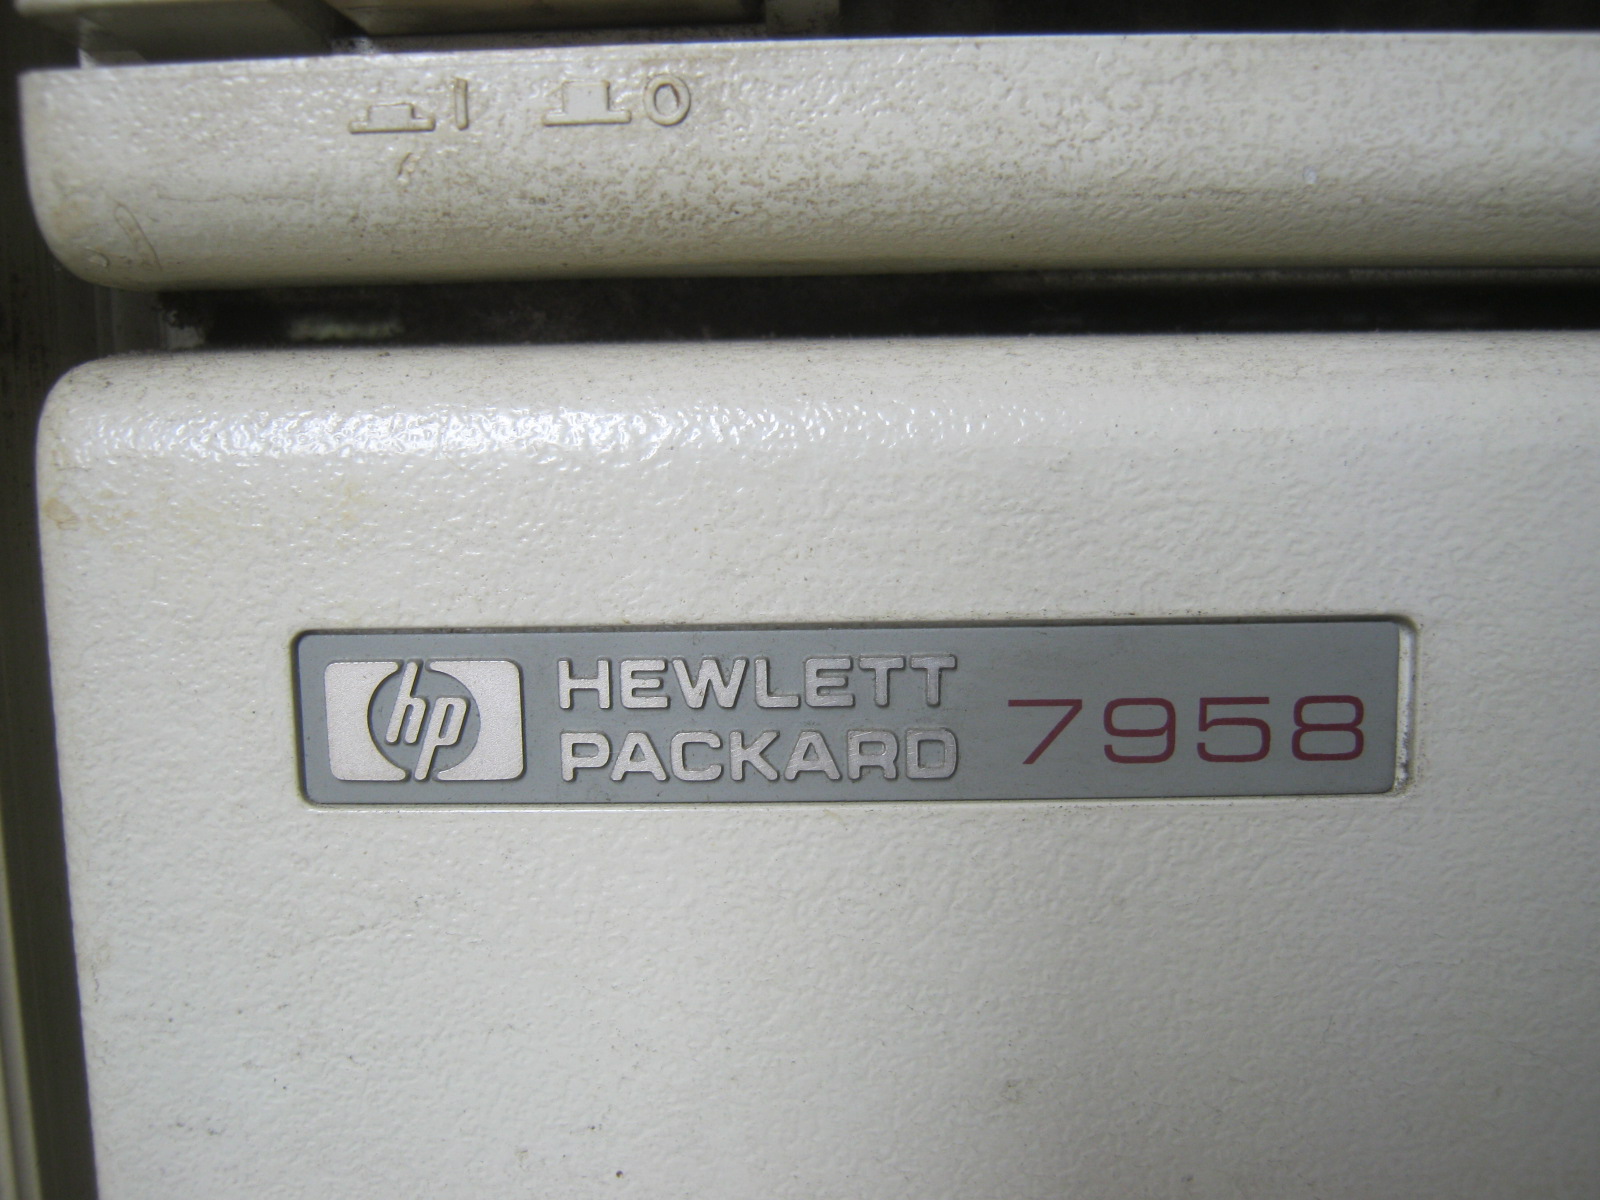 I O
hp
HEWLETT
PACKARD
7958